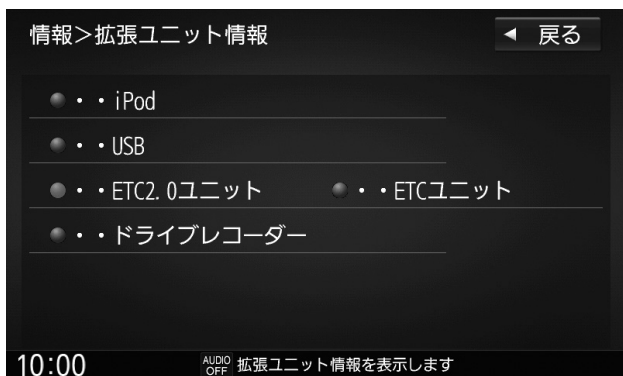 情報>拡張ユニット情報
◀ 戻る
・・iPod
・・USB
・・ETC2.0ユニット ・・ETCユニット
・・ドライブレコーダー
10:00 AUDIO OFF 拡張ユニット情報を表示します